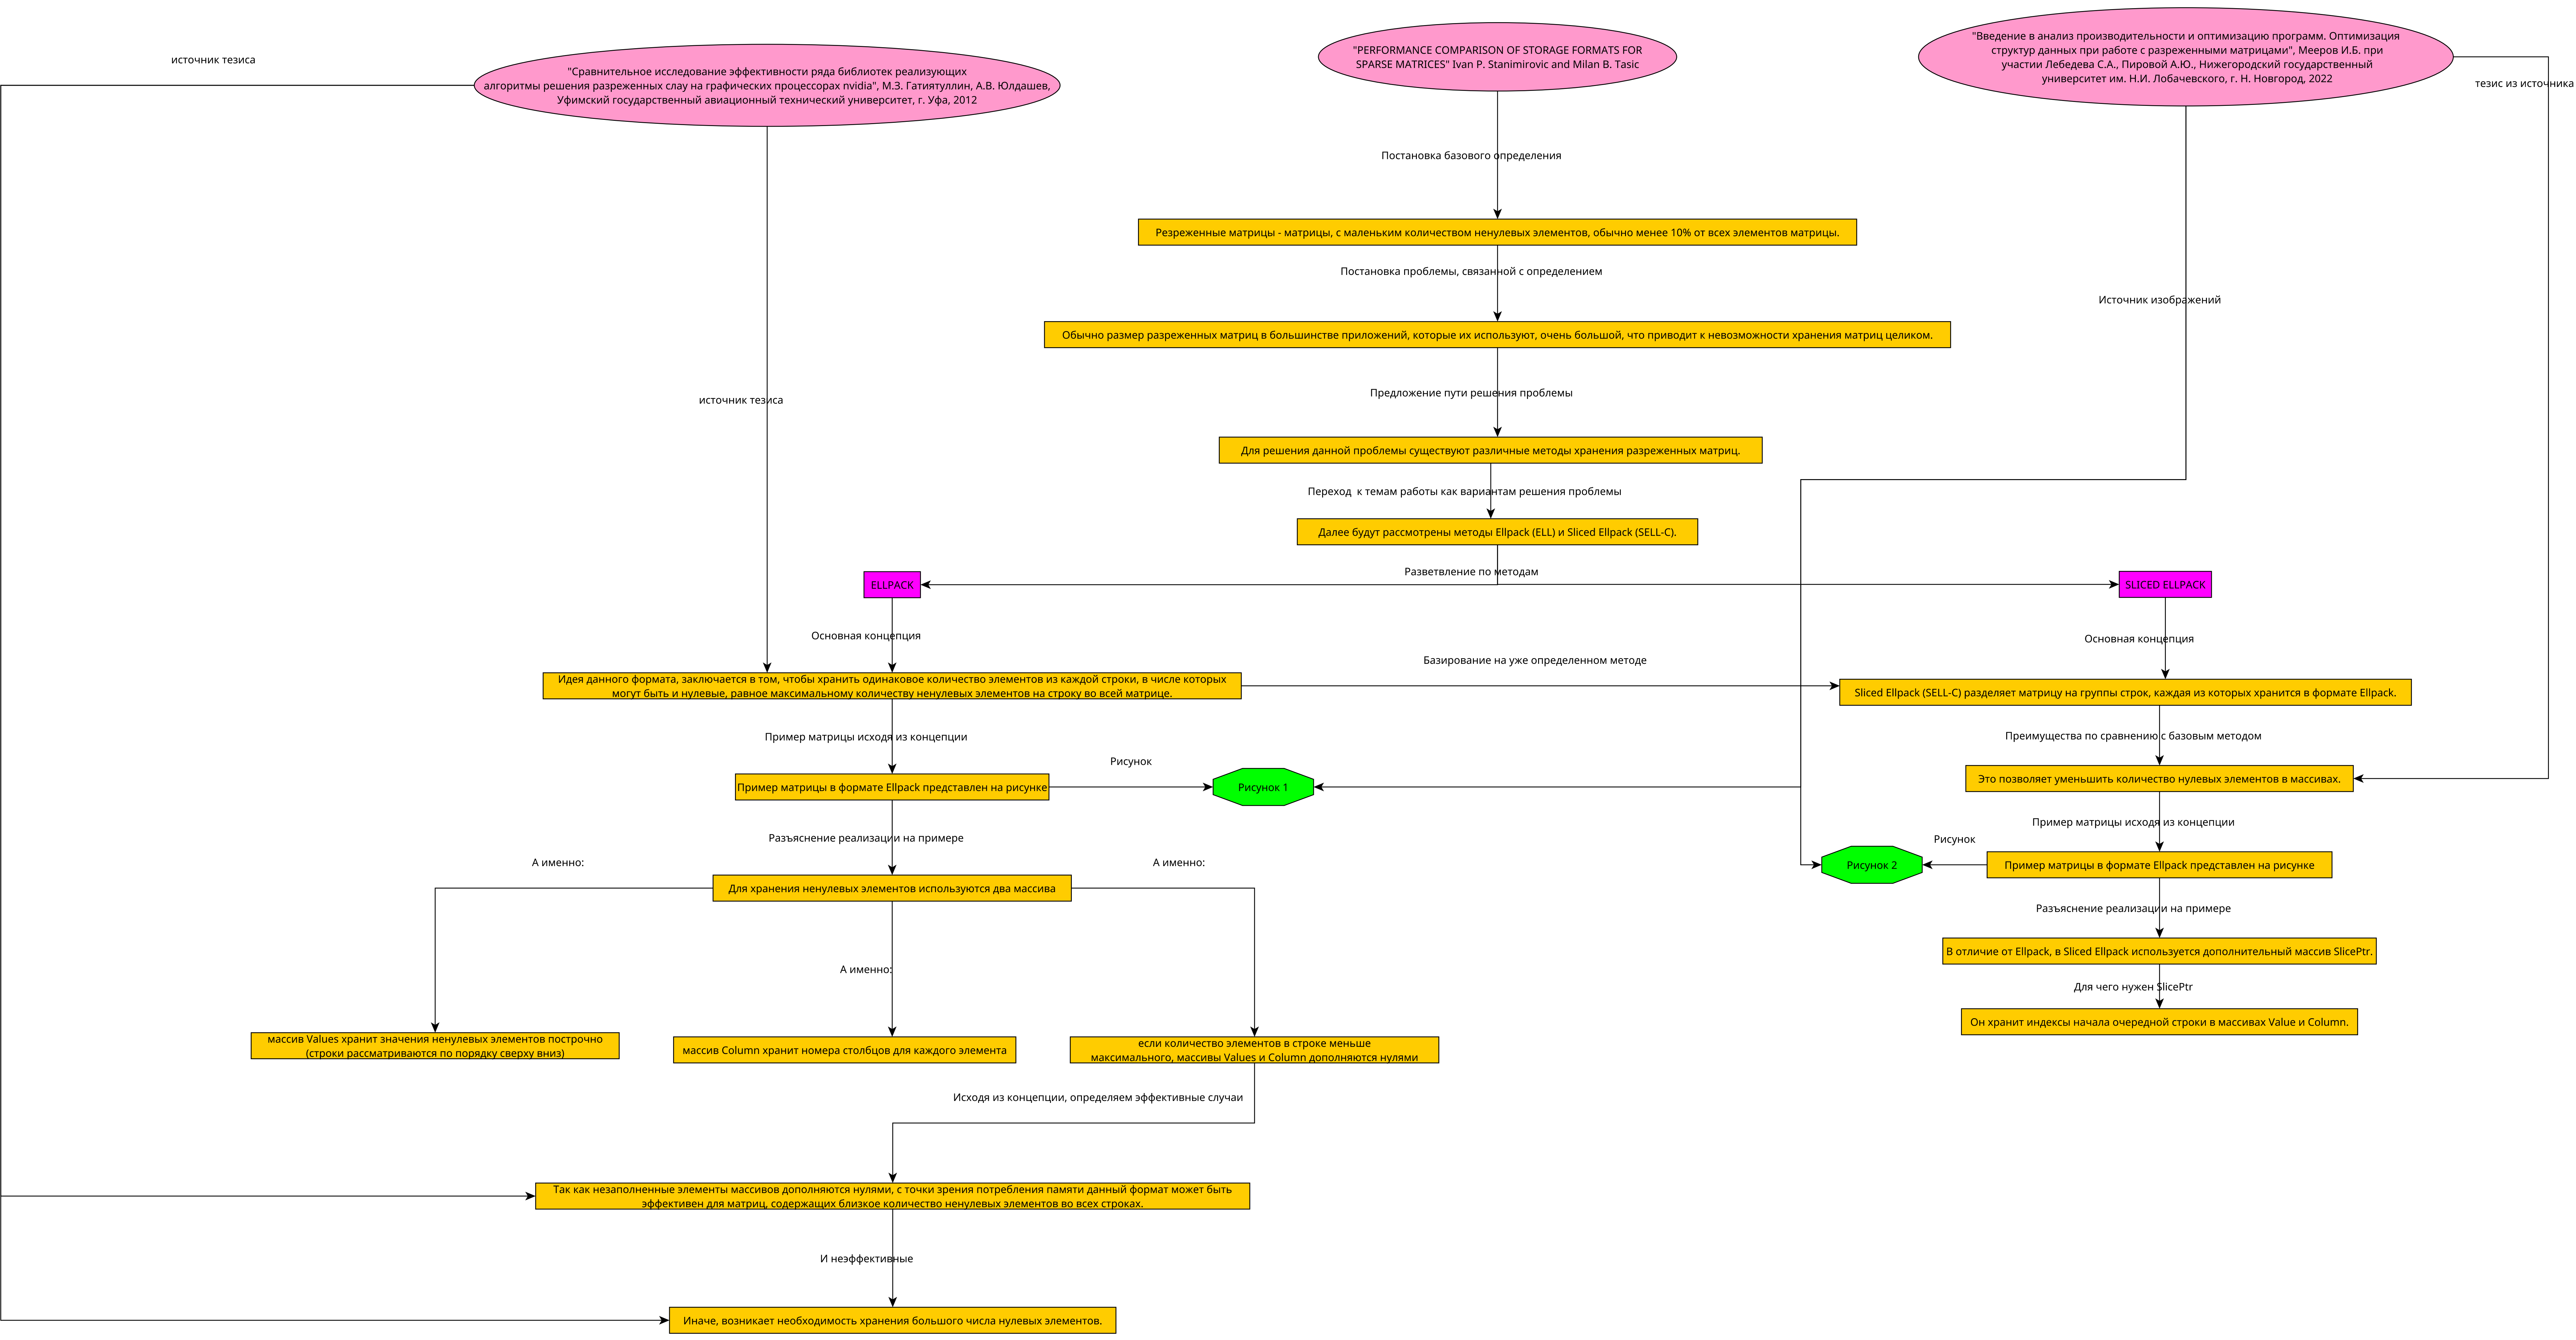 источник тезиса
"Сравнительное исследование эффективности ряда библиотек реализующих
алгоритмы решения разреженных слау на графических процессорах nvidia", М.З. Гатиятуллин, А.В. Юлдашев,
Уфимский государственный авиационный технический университет, г. Уфа, 2012
"PERFORMANCE COMPARISON OF STORAGE FORMATS FOR
SPARSE MATRICES" Ivan P. Stanimirovic and Milan B. Tasic
"Введение в анализ производительности и оптимизацию программ. Оптимизация
структур данных при работе с разреженными матрицами", Мееров И.Б. при
участии Лебедева С.А., Пировой А.Ю., Нижегородский государственный
университет им. Н.И. Лобачевского, г. Н. Новгород, 2022
тезис из источника
Постановка базового определения
Резреженные матрицы - матрицы, с маленьким количеством ненулевых элементов, обычно менее 10% от всех элементов матрицы.
Постановка проблемы, связанной с определением
Источник изображений
Обычно размер разреженных матриц в большинстве приложений, которые их используют, очень большой, что приводит к невозможности хранения матриц целиком.
Предложение пути решения проблемы
источник тезиса
Для решения данной проблемы существуют различные методы хранения разреженных матриц.
Переход к темам работы как вариантам решения проблемы
Далее будут рассмотрены методы Ellpack (ELL) и Sliced Ellpack (SELL-C).
Разветвление по методам
ELLPACK
SLICED ELLPACK
Основная концепция
Основная концепция
Базирование на уже определенном методе
Идея данного формата, заключается в том, чтобы хранить одинаковое количество элементов из каждой строки, в числе которых
могут быть и нулевые, равное максимальному количеству ненулевых элементов на строку во всей матрице.
Sliced Ellpack (SELL-C) разделяет матрицу на группы строк, каждая из которых хранится в формате Ellpack.
Пример матрицы исходя из концепции
Преимущества по сравнению с базовым методом
Рисунок
Пример матрицы в формате Ellpack представлен на рисунке
Рисунок 1
Это позволяет уменьшить количество нулевых элементов в массивах.
Пример матрицы исходя из концепции
Разъяснение реализации на примере
Рисунок
Рисунок 2
Пример матрицы в формате Ellpack представлен на рисунке
А именно:
А именно:
Для хранения ненулевых элементов используются два массива
Разъяснение реализации на примере
В отличие от Ellpack, в Sliced Ellpack используется дополнительный массив SlicePtr.
А именно:
Для чего нужен SlicePtr
Он хранит индексы начала очередной строки в массивах Value и Column.
массив Values хранит значения ненулевых элементов построчно
(строки рассматриваются по порядку сверху вниз)
массив Column хранит номера столбцов для каждого элемента
если количество элементов в строке меньше
максимального, массивы Values и Column дополняются нулями
Исходя из концепции, определяем эффективные случаи
Так как незаполненные элементы массивов дополняются нулями, с точки зрения потребления памяти данный формат может быть
эффективен для матриц, содержащих близкое количество ненулевых элементов во всех строках.
И неэффективные
Иначе, возникает необходимость хранения большого числа нулевых элементов.